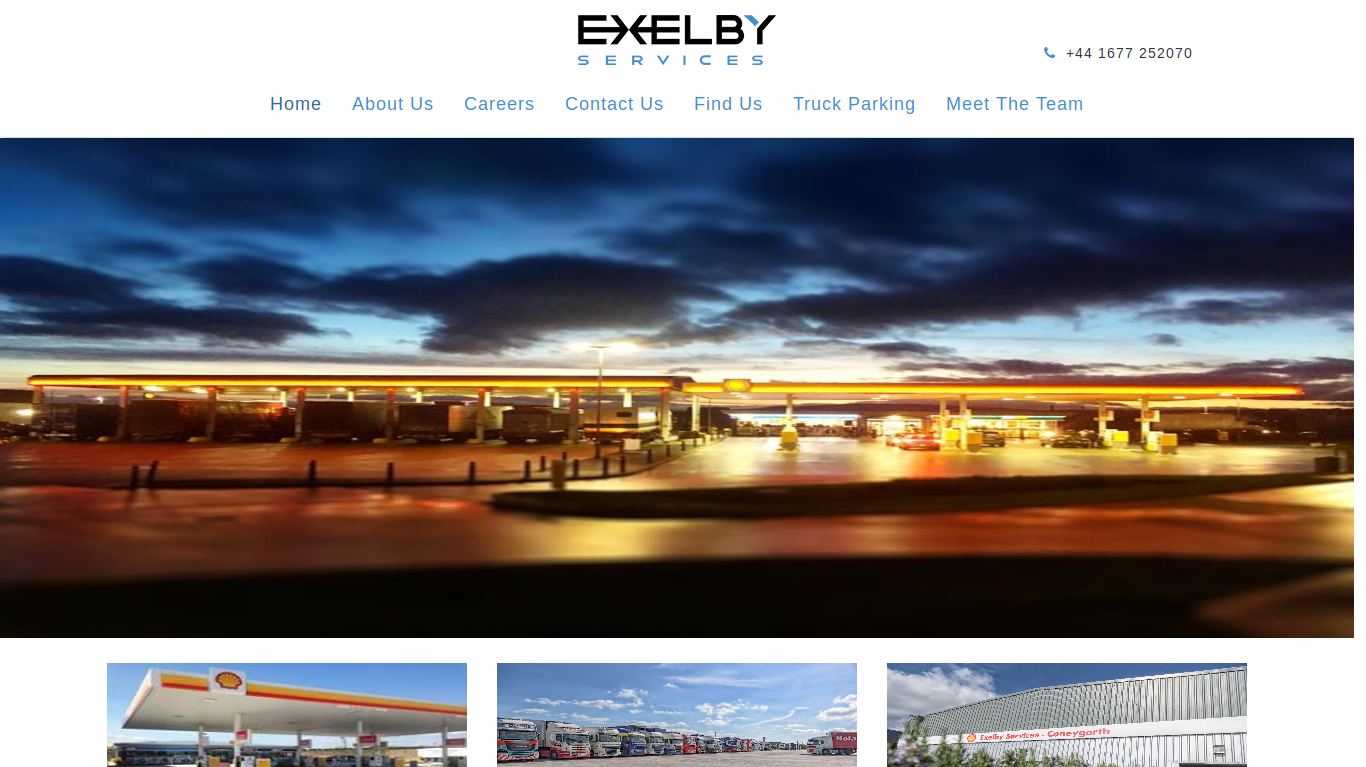 EXELBY
SERVICES
+44 1677 252070
Home About Us Careers Contact Us Find Us Truck Parking Meet The Team
Exelby Services - Coneygarth